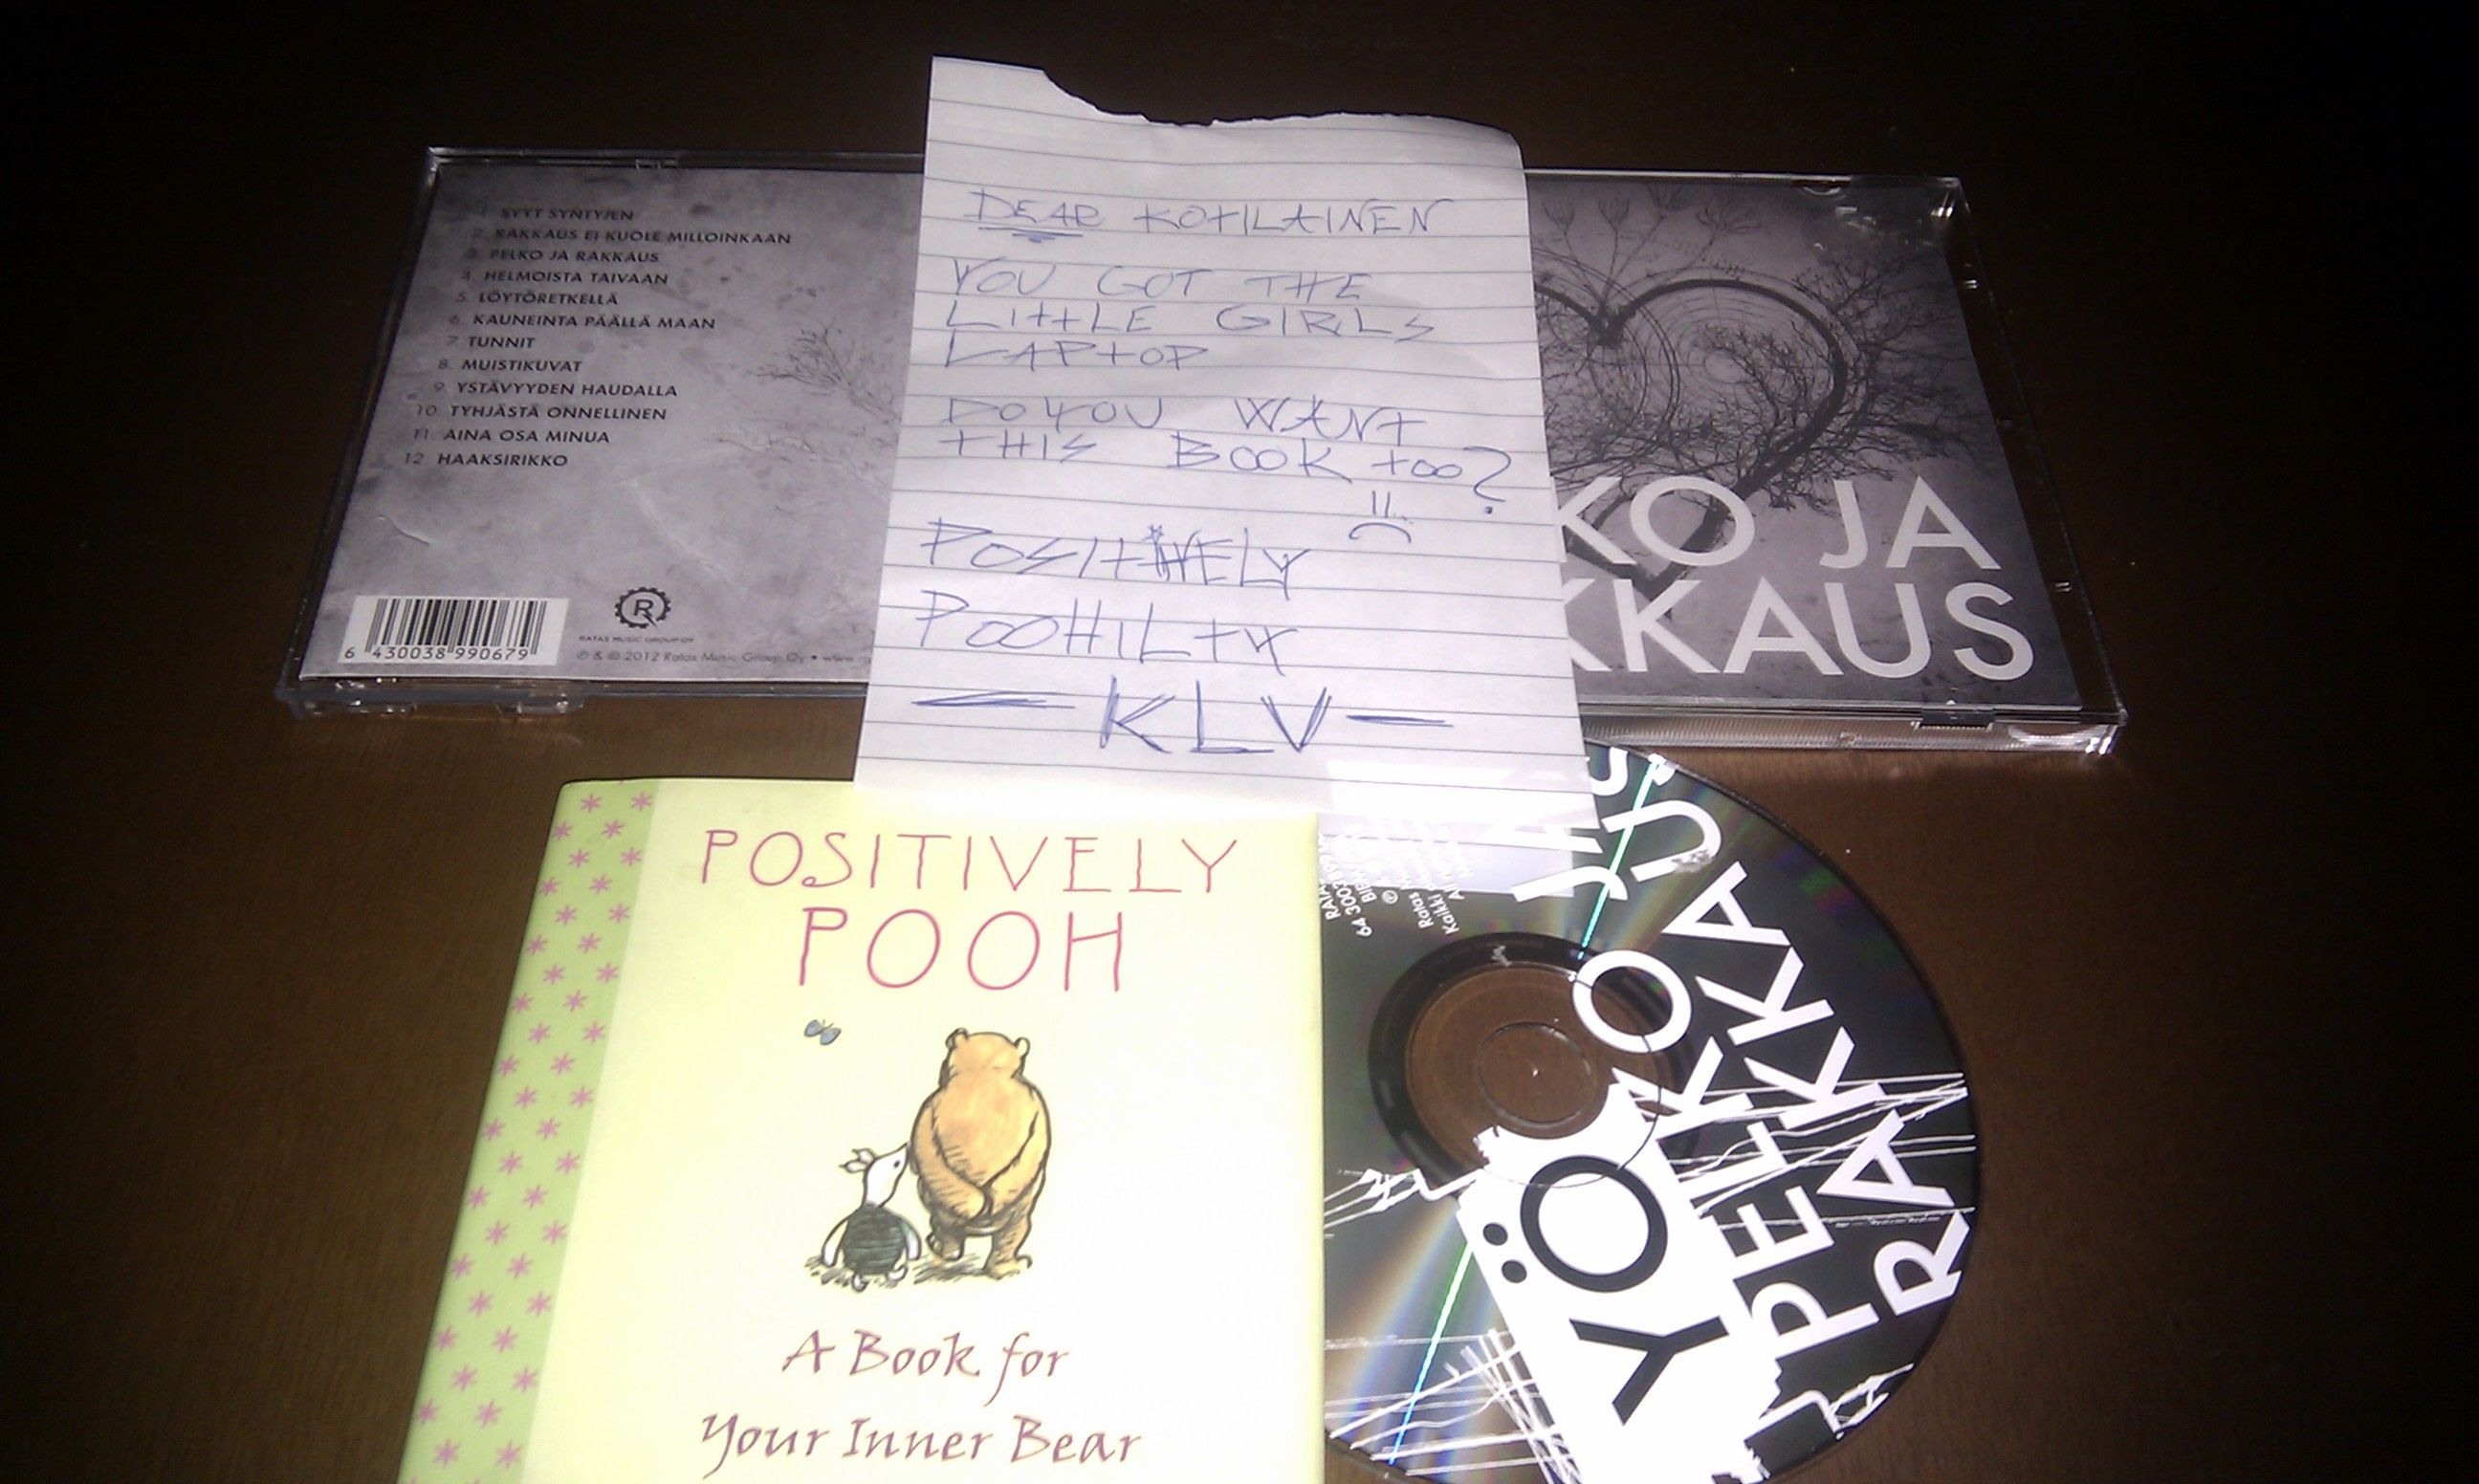 1. SYYT SYNTYJEN
2. RAKKAUS EI KUOLE MILLOINKAAN
3. PELKO JA RAKKAUS
4. HELMOISTA TAIVAAN
5. LÖYTÖRETKELLÄ
6. KAUNEINTA PÄÄLLÄ MAAN
7. TUNNIT
8. MUISTIKUVAT
9. YSTÄVYYDEN HAUDALLA
10. TYHJÄSTÄ ONNELLINEN
11. AINA OSA MINUA
12. HAAKSIRIKKO
6 430038 990679
R
RATAS MUSIC GROUP OY
℗ & © 2012 Ratas Music Group Oy •
DEAR KOTILAINEN
YOU GOT THE
LITTLE GIRLS
LAPTOP
DO YOU WANT
THIS BOOK TOO?
=(
POSITIVELY
POOHILTY
— KLV —
KO JA
KKAUS
POSITIVELY
POOH
A Book for
Your Inner Bear
YÖ
PELKO JA
RAKKAUS